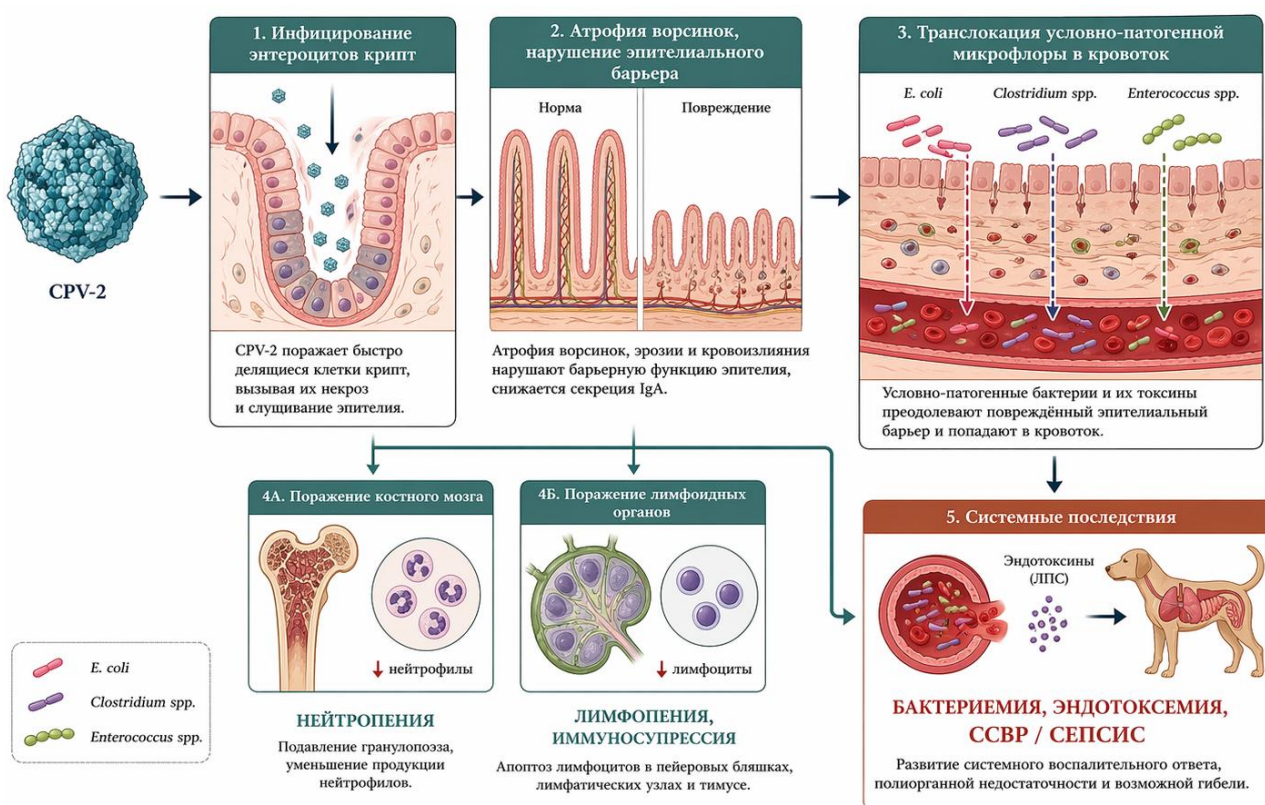 CPV-2
1. Инфицирование
энтероцитов крипт
CPV-2 поражает быстро
делящиеся клетки крипт,
вызывая их некроз
и слущивание эпителия.
2. Атрофия ворсинок,
нарушение эпителиального
барьера
Норма
Повреждение
Атрофия ворсинок, эрозии и кровоизлияния
нарушают барьерную функцию эпителия,
снижается секреция IgA.
3. Транслокация условно-патогенной
микрофлоры в кровоток
E. coli
Clostridium spp.
Enterococcus spp.
Условно-патогенные бактерии и их токсины
преодолевают повреждённый эпителиальный
барьер и попадают в кровоток.
4А. Поражение костного мозга
↓ нейтрофилы
НЕЙТРОПЕНИЯ
Подавление гранулопоэза,
уменьшение продукции
нейтрофилов.
4Б. Поражение лимфоидных
органов
↓ лимфоциты
ЛИМФОПЕНИЯ,
ИММУНОСУПРЕССИЯ
Апоптоз лимфоцитов в пейеровых бляшках,
лимфатических узлах и тимусе.
5. Системные последствия
Эндотоксины
(ЛПС)
БАКТЕРИЕМИЯ, ЭНДОТОКСЕМИЯ,
ССВР / СЕПСИС
Развитие системного воспалительного ответа,
полиорганной недостаточности и возможной гибели.
E. coli
Clostridium spp.
Enterococcus spp.